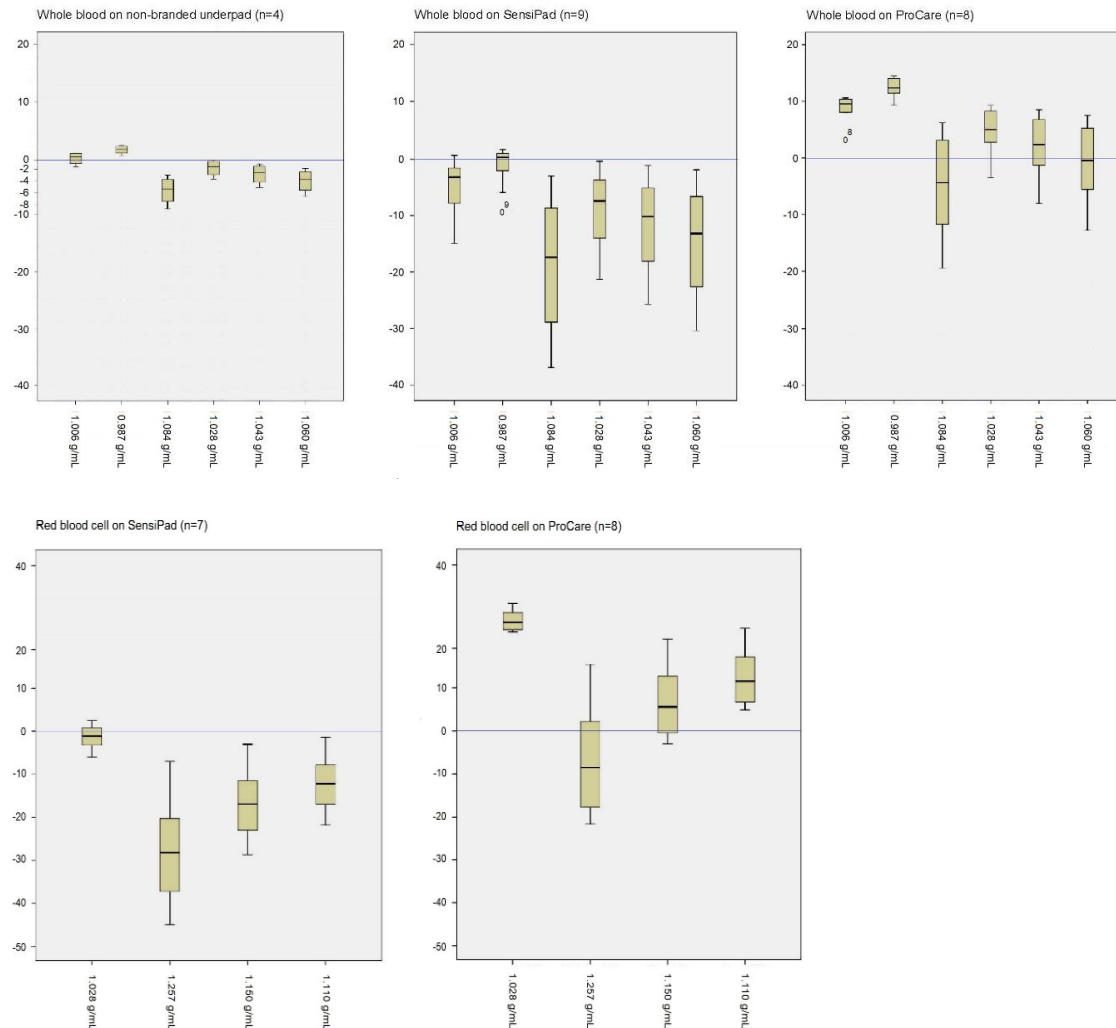 Whole blood on non-branded underpad (n=4)
20
10
0
-2
-4
-6
-8
-10
-20
-30
-40
1.006 g/mL
0.987 g/mL
1.084 g/mL
1.028 g/mL
1.043 g/mL
1.060 g/mL
Whole blood on SensiPad (n=9)
20
10
0
-10
-20
-30
-40
9
1.006 g/mL
0.987 g/mL
1.084 g/mL
1.028 g/mL
1.043 g/mL
1.060 g/mL
Whole blood on ProCare (n=8)
20
10
0
-10
-20
-30
-40
8
1.006 g/mL
0.987 g/mL
1.084 g/mL
1.028 g/mL
1.043 g/mL
1.060 g/mL
Red blood cell on SensiPad (n=7)
40
20
10
0
-10
-20
-30
-40
-50
1.028 g/mL
1.257 g/mL
1.150 g/mL
1.110 g/mL
Red blood cell on ProCare (n=8)
40
20
10
0
-10
-20
-30
-40
-50
1.028 g/mL
1.257 g/mL
1.150 g/mL
1.110 g/mL